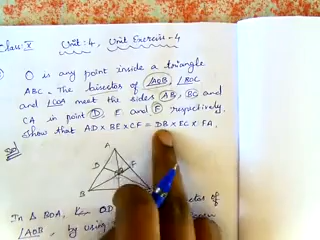 Class: X Unit: 4, Unit Exercise - 4
O is any point inside a triangle
ABC. The bisector of ∠AOB, ∠BOC
and ∠COA meet the sides AB, BC and
CA in point D, E and F respectively.
Show that AD × BE × CF = DB × EC × FA.
Sol
A
D
F
B
In Δ BOA, OD of
∠AOB, by using